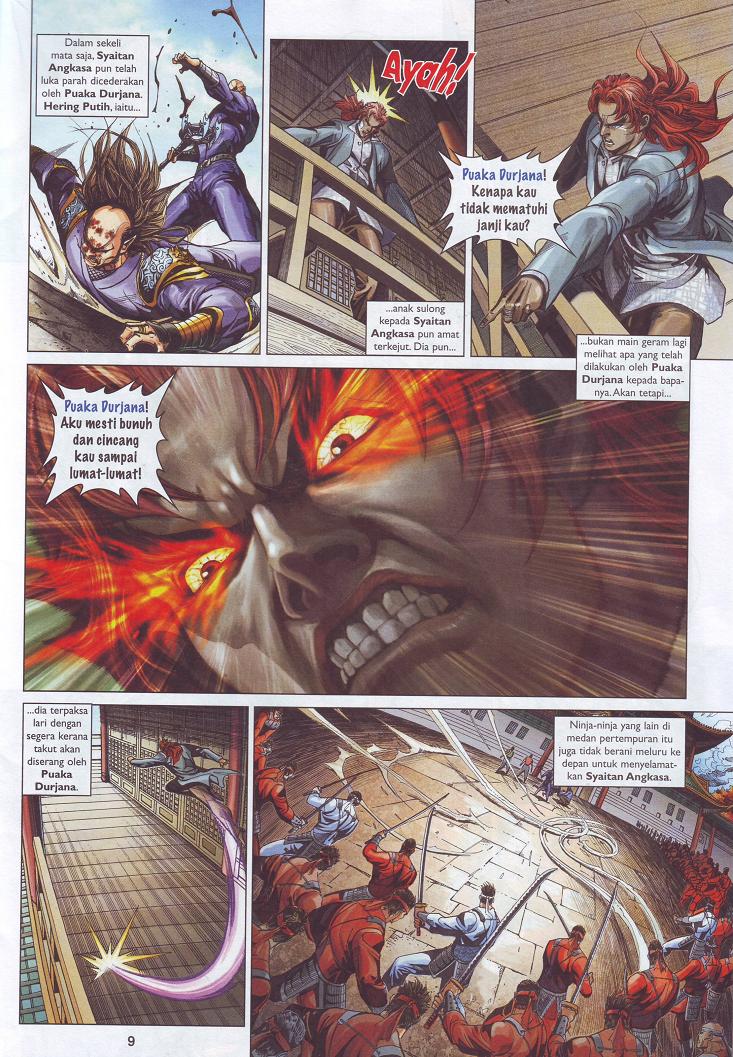 Dalam sekeli
mata saja, Syaitan
Angkasa pun telah
luka parah dicederakan
oleh Puaka Durjana.
Hering Putih, iaitu...
Ayah!
...anak sulong
kepada Syaitan
Angkasa pun amat
terkejut. Dia pun...
Puaka Durjana!
Kenapa kau
tidak mematuhi
janji kau?
...bukan main geram lagi
melihat apa yang telah
dilakukan oleh Puaka
Durjana kepada bapa-
nya. Akan tetapi...
Puaka Durjana!
Aku mesti bunuh
dan cincang
kau sampai
lumat-lumat!
...dia terpaksa
lari dengan
segera kerana
takut akan
diserang oleh
Puaka
Durjana.
Ninja-ninja yang lain di
medan pertempuran itu
juga tidak berani meluru ke
depan untuk menyelamat-
kan Syaitan Angkasa.
9